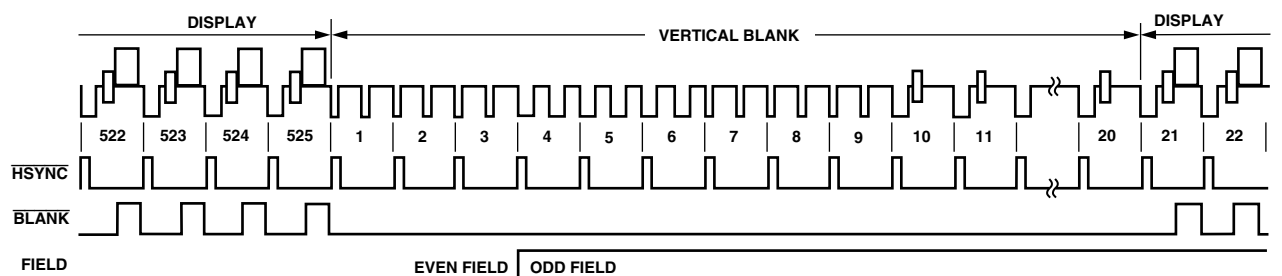 DISPLAY
VERTICAL BLANK
DISPLAY
522 523 524 525 1 2 3 4 5 6 7 8 9 10 11 20 21 22
HSYNC
BLANK
FIELD
EVEN FIELD
ODD FIELD